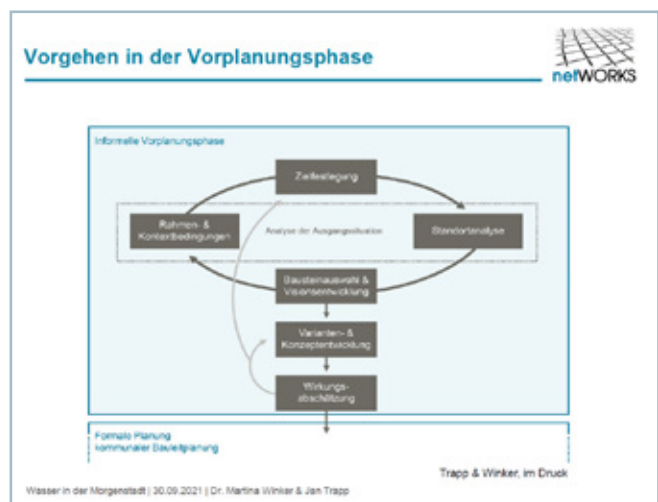 Vorgehen in der Vorplanungsphase
netWORKS
Informelle Vorplanungsphase
Zielfestlegung
Rahmen- &
Kontextbedingungen
Analyse der Ausgangssituation
Standortanalyse
Bausteinauswahl &
Visionsentwicklung
Varianten- &
Konzeptentwicklung
Wirkungs-
abschätzung
Formale Planung
kommunaler Bauleitplanung
Trapp & Winker, im Druck
Wasser in der Morgenstadt | 30.09.2021 | Dr. Martina Winker & Jan Trapp